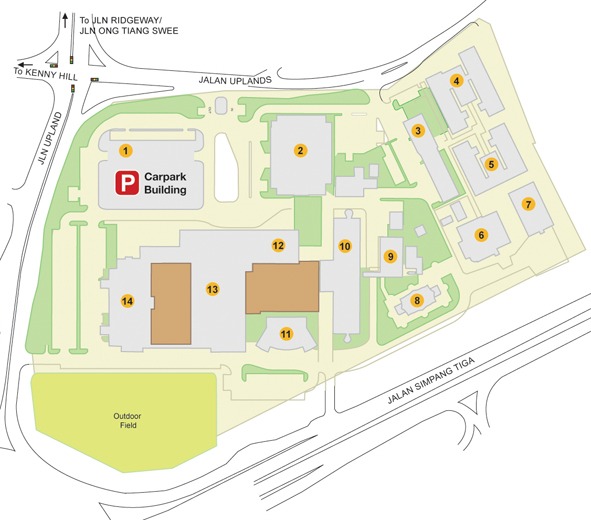 To JLN RIDGEWAY/
JLN ONG TIANG SWEE
To KENNY HILL
JALAN UPLANDS
JLN UPLAND
4
3
1
2
5
P Carpark
Building
7
6
12
10
9
13
14
8
11
JALAN SIMPANG TIGA
Outdoor
Field